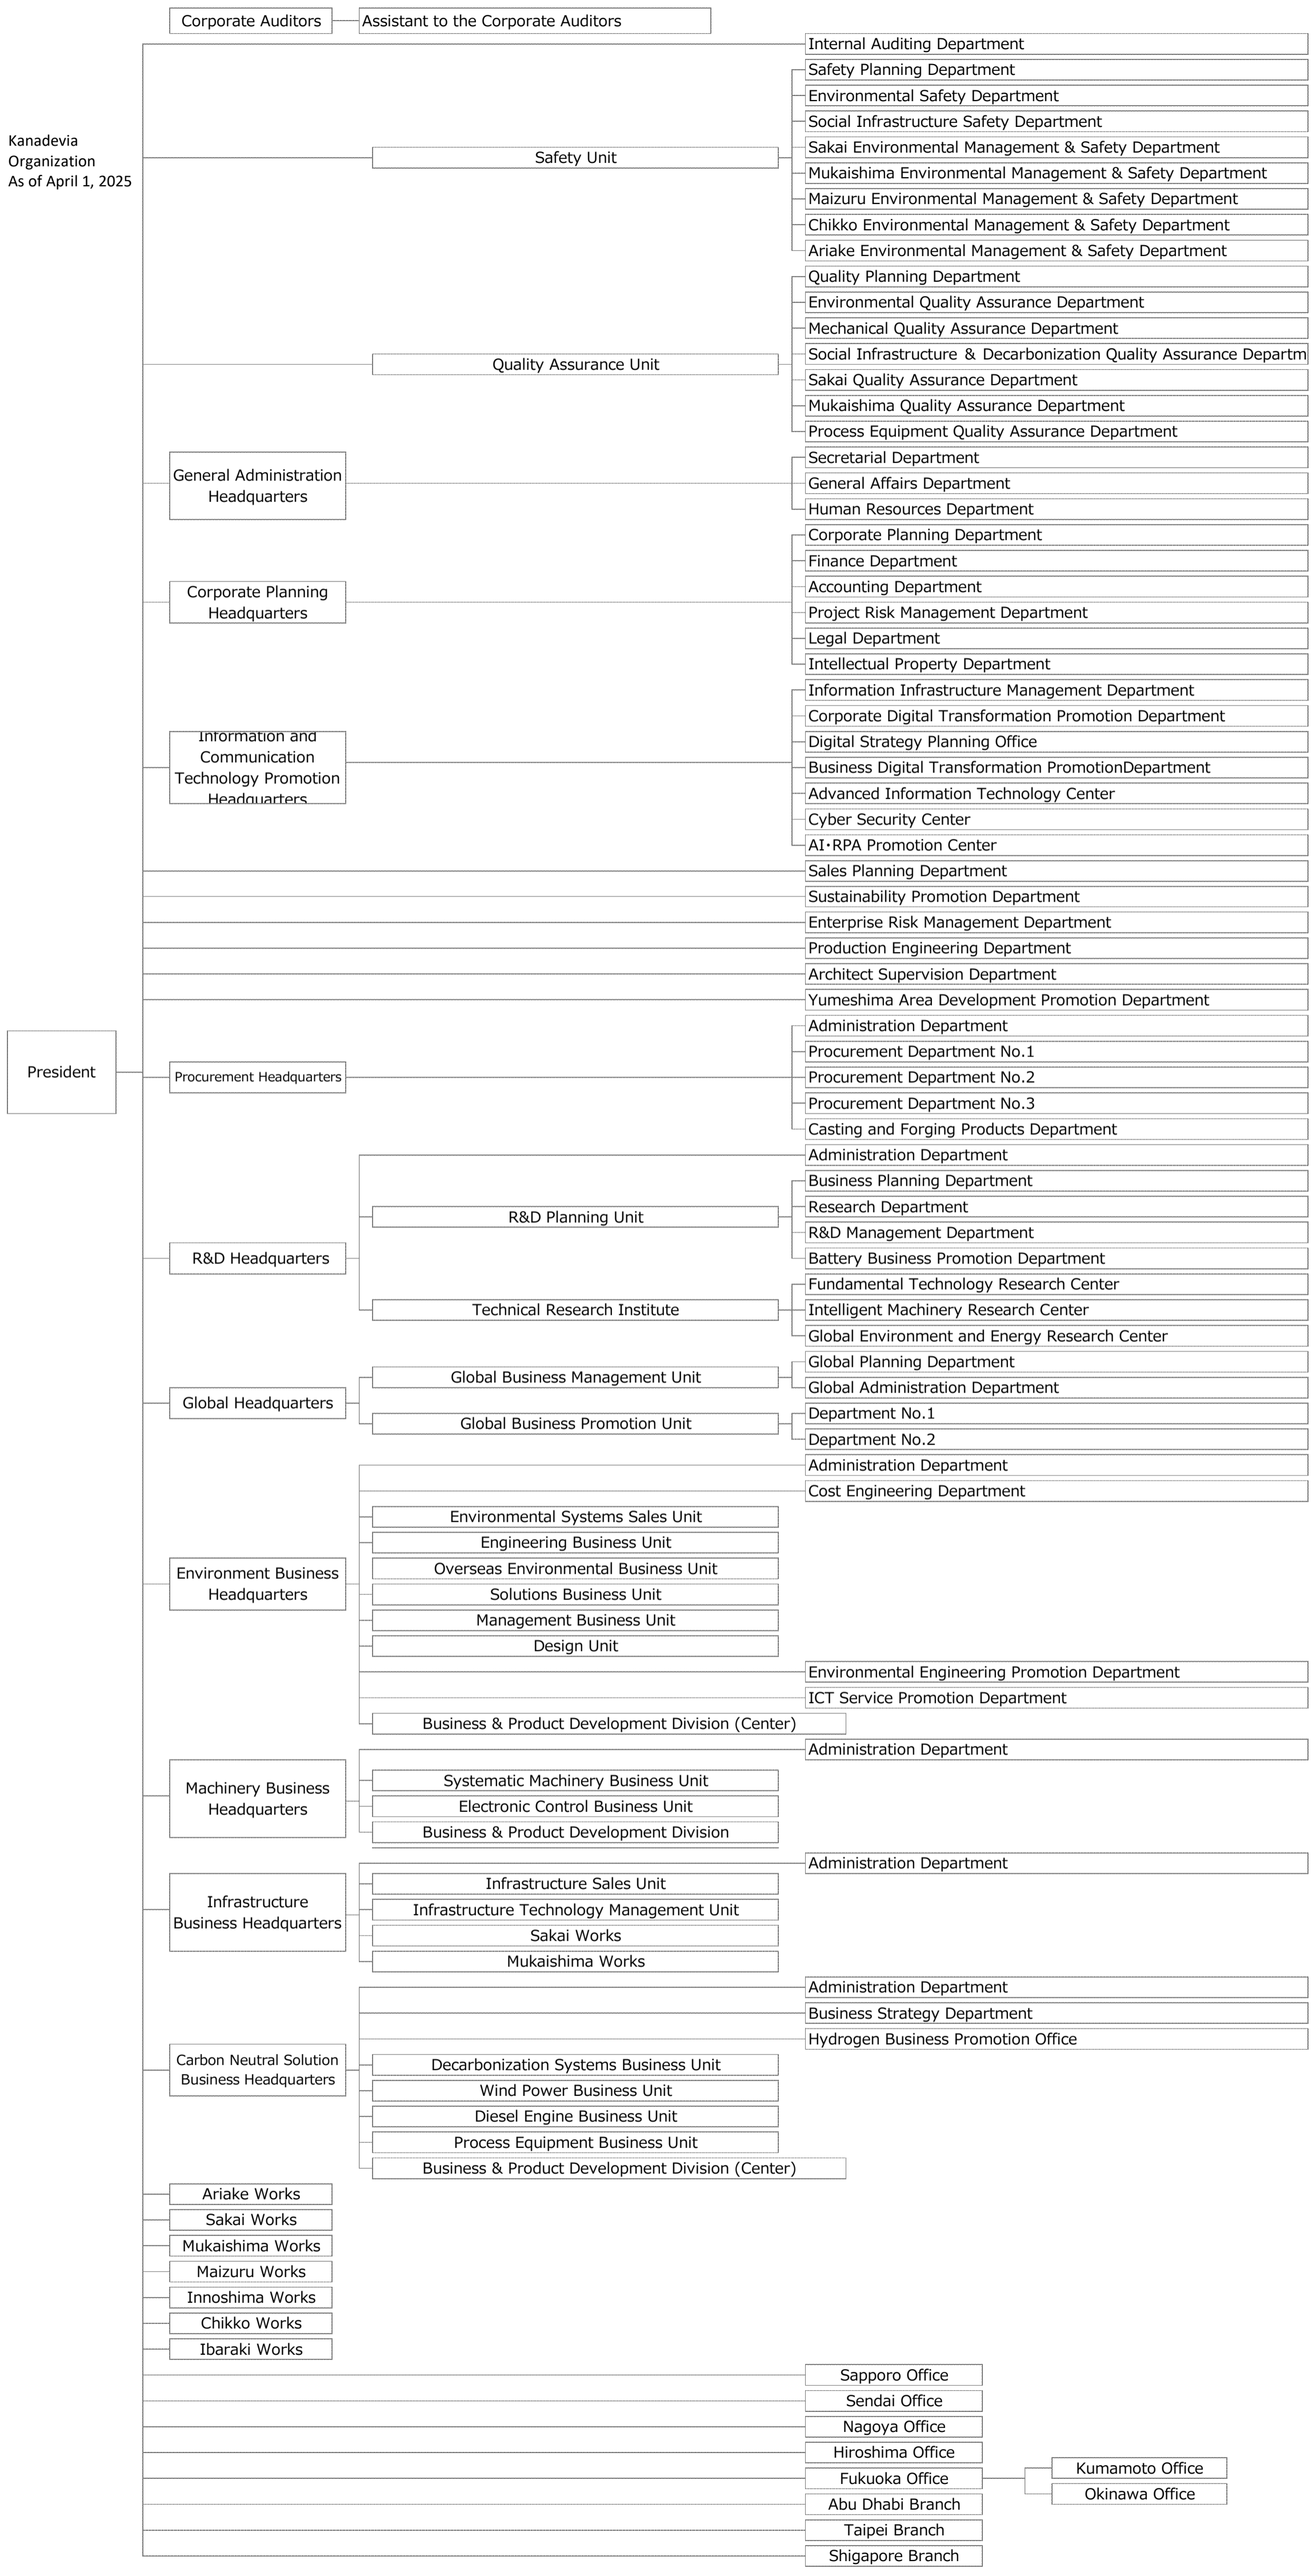 Corporate Auditors
Assistant to the Corporate Auditors
Internal Auditing Department
Kanadevia
Organization
As of April 1, 2025
Safety Unit
Safety Planning Department
Environmental Safety Department
Social Infrastructure Safety Department
Sakai Environmental Management & Safety Department
Mukaishima Environmental Management & Safety Department
Maizuru Environmental Management & Safety Department
Chikko Environmental Management & Safety Department
Ariake Environmental Management & Safety Department
Quality Assurance Unit
Quality Planning Department
Environmental Quality Assurance Department
Mechanical Quality Assurance Department
Social Infrastructure & Decarbonization Quality Assurance Departm
Sakai Quality Assurance Department
Mukaishima Quality Assurance Department
Process Equipment Quality Assurance Department
General Administration
Headquarters
Secretarial Department
General Affairs Department
Human Resources Department
Corporate Planning
Headquarters
Corporate Planning Department
Finance Department
Accounting Department
Project Risk Management Department
Legal Department
Intellectual Property Department
Information and
Communication
Technology Promotion
Headquarters
Information Infrastructure Management Department
Corporate Digital Transformation Promotion Department
Digital Strategy Planning Office
Business Digital Transformation PromotionDepartment
Advanced Information Technology Center
Cyber Security Center
AI・RPA Promotion Center
Sales Planning Department
Sustainability Promotion Department
Enterprise Risk Management Department
Production Engineering Department
Architect Supervision Department
Yumeshima Area Development Promotion Department
President
Procurement Headquarters
Administration Department
Procurement Department No.1
Procurement Department No.2
Procurement Department No.3
Casting and Forging Products Department
R&D Headquarters
Administration Department
R&D Planning Unit
Business Planning Department
Research Department
R&D Management Department
Battery Business Promotion Department
Technical Research Institute
Fundamental Technology Research Center
Intelligent Machinery Research Center
Global Environment and Energy Research Center
Global Headquarters
Global Business Management Unit
Global Planning Department
Global Administration Department
Global Business Promotion Unit
Department No.1
Department No.2
Environment Business
Headquarters
Administration Department
Cost Engineering Department
Environmental Systems Sales Unit
Engineering Business Unit
Overseas Environmental Business Unit
Solutions Business Unit
Management Business Unit
Design Unit
Environmental Engineering Promotion Department
ICT Service Promotion Department
Business & Product Development Division (Center)
Machinery Business
Headquarters
Administration Department
Systematic Machinery Business Unit
Electronic Control Business Unit
Business & Product Development Division
Infrastructure
Business Headquarters
Administration Department
Infrastructure Sales Unit
Infrastructure Technology Management Unit
Sakai Works
Mukaishima Works
Carbon Neutral Solution
Business Headquarters
Administration Department
Business Strategy Department
Hydrogen Business Promotion Office
Decarbonization Systems Business Unit
Wind Power Business Unit
Diesel Engine Business Unit
Process Equipment Business Unit
Business & Product Development Division (Center)
Ariake Works
Sakai Works
Mukaishima Works
Maizuru Works
Innoshima Works
Chikko Works
Ibaraki Works
Sapporo Office
Sendai Office
Nagoya Office
Hiroshima Office
Fukuoka Office
Kumamoto Office
Okinawa Office
Abu Dhabi Branch
Taipei Branch
Shigapore Branch